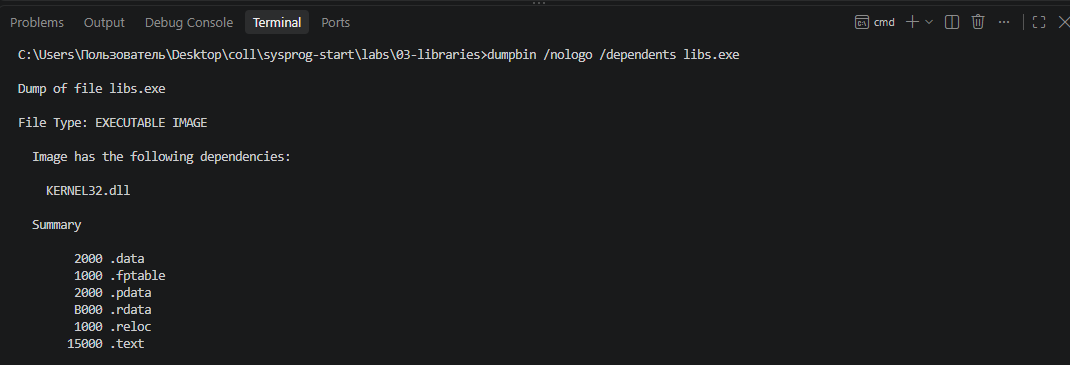 Problems Output Debug Console Terminal Ports cmd
C:\Users\Пользователь\Desktop\coll\sysprog-start\labs\03-libraries>dumpbin /nologo /dependents libs.exe
Dump of file libs.exe
File Type: EXECUTABLE IMAGE
Image has the following dependencies:
KERNEL32.dll
Summary
2000 .data
1000 .fptable
2000 .pdata
B000 .rdata
1000 .reloc
15000 .text